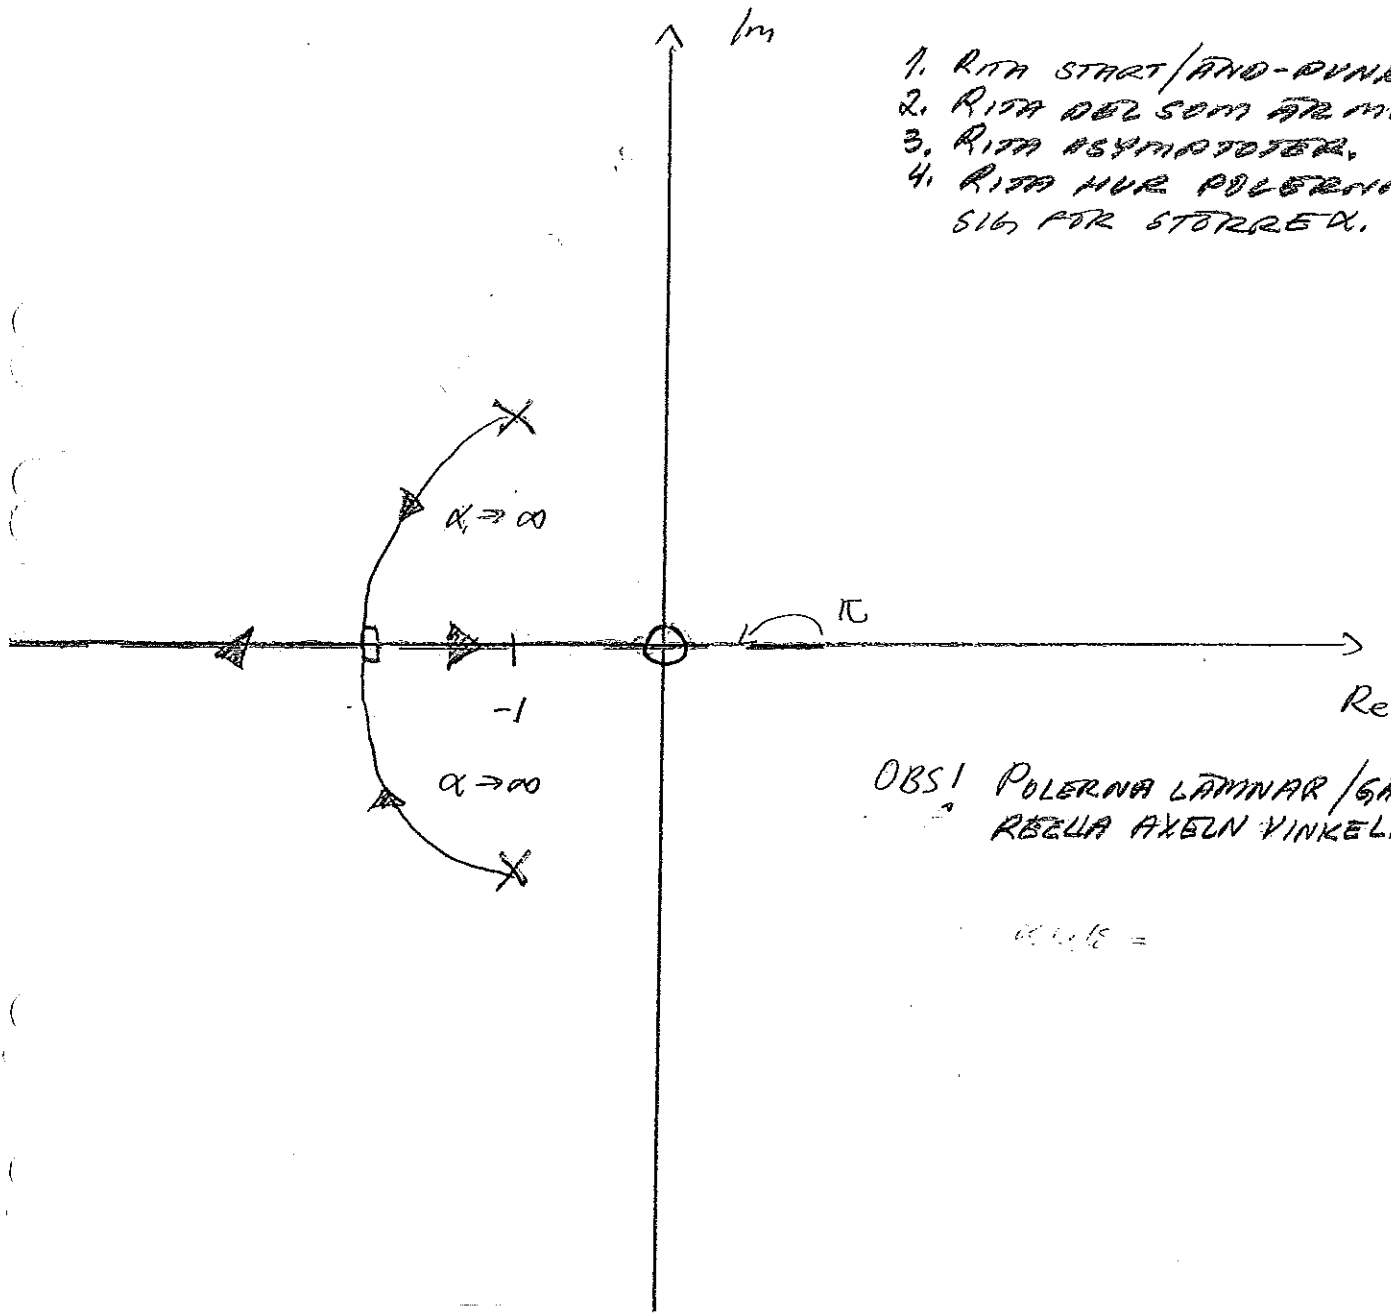 Im
1. RITA START/ÄND-PUNK
2. RITA DEL SOM ÄR M
3. RITA ASYMPTOTER.
4. RITA HUR POLERNA
SIG FÖR STÖRRE α.
α → ∞
π
-1
Re
α → ∞
OBS! POLERNA LÄMNAR/GÅ
REELLA AXELN VINKEL